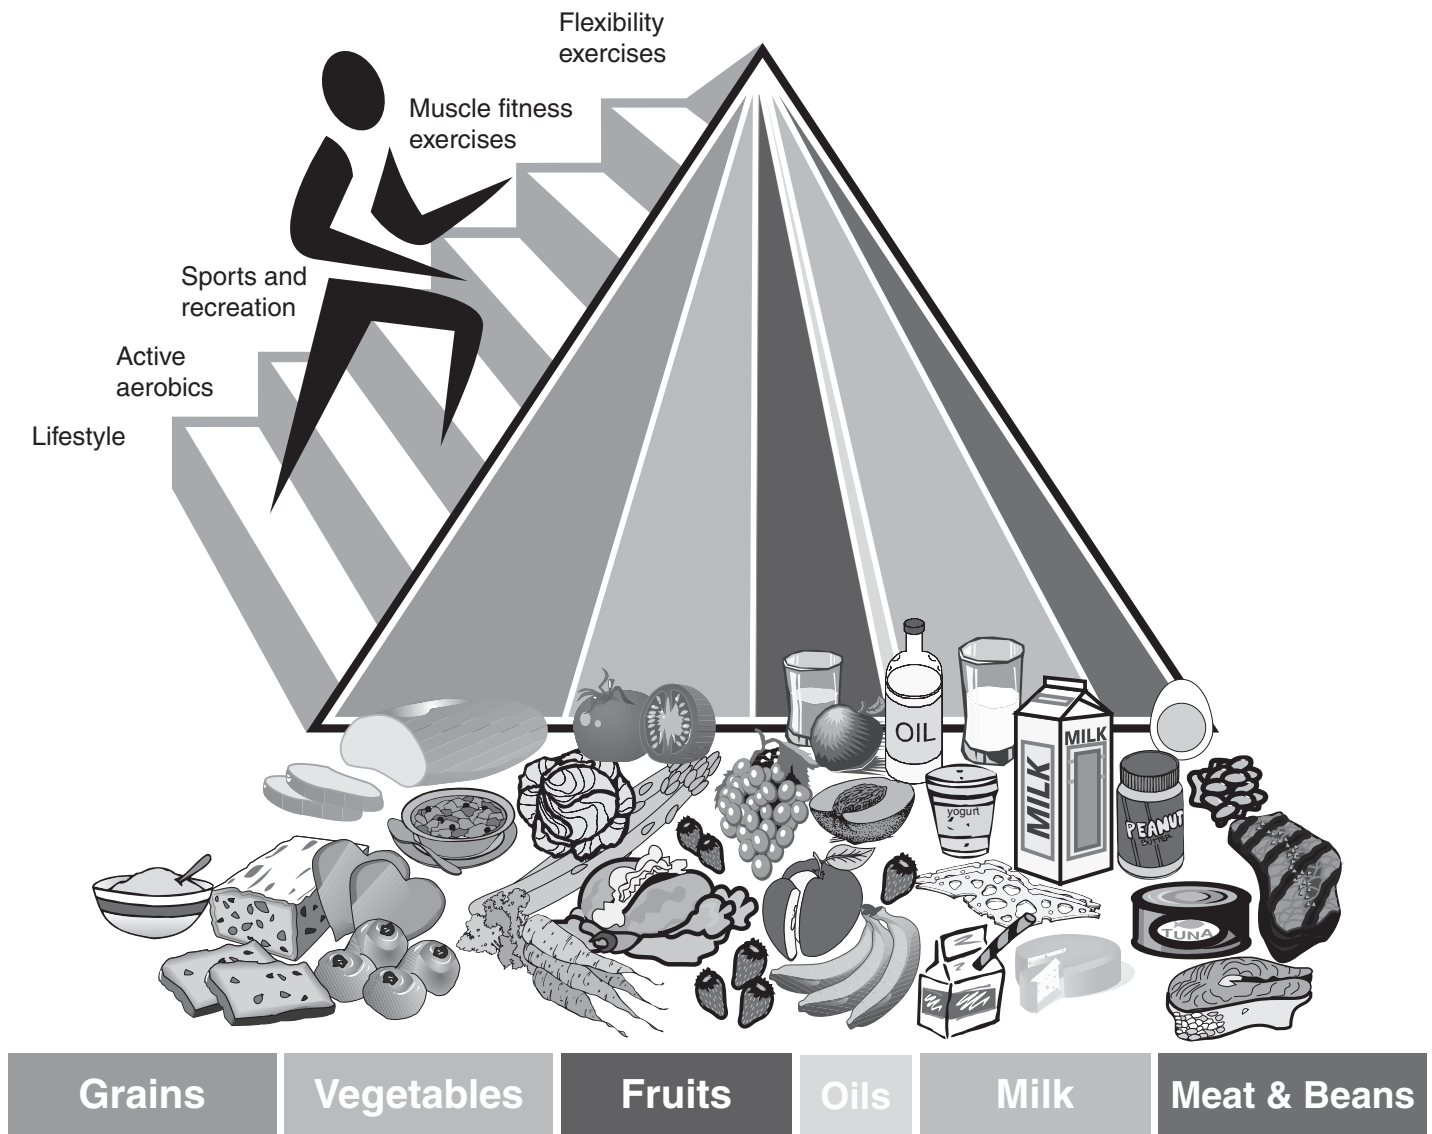 Flexibility
exercises
Muscle fitness
exercises
Sports and
recreation
Active
aerobics
Lifestyle
OIL
MILK
MILK
yogurt
PEANUT
BUTTER
TUNA
Grains
Vegetables
Fruits
Oils
Milk
Meat & Beans